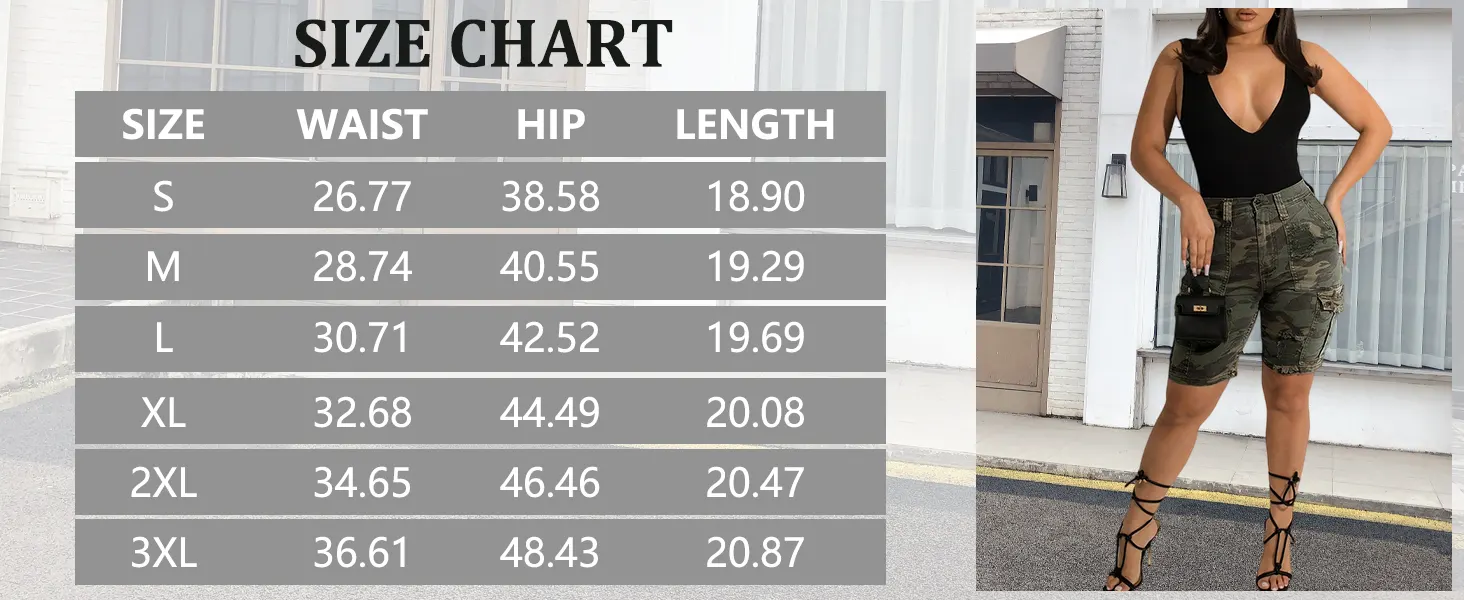 SIZE CHART
SIZE WAIST HIP LENGTH
S 26.77 38.58 18.90
M 28.74 40.55 19.29
L 30.71 42.52 19.69
XL 32.68 44.49 20.08
2XL 34.65 46.46 20.47
3XL 36.61 48.43 20.87